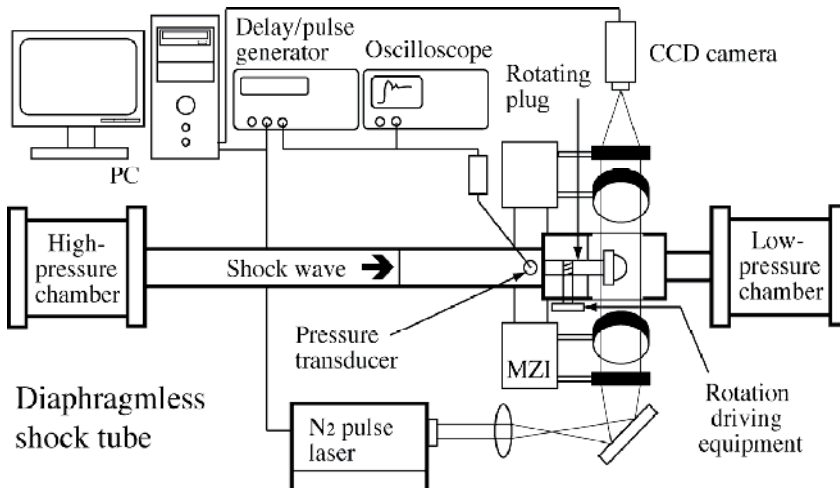 Delay/pulse
generator
Oscilloscope
Rotating
plug
CCD camera
PC
High-
pressure
chamber
Shock wave
Low-
pressure
chamber
Pressure
transducer
MZI
Diaphragmless
shock tube
N2 pulse
laser
Rotation
driving
equipment